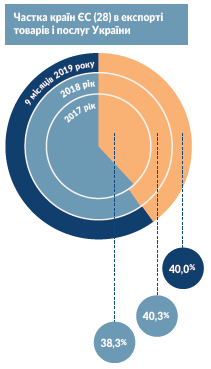 Частка країн ЄС (28) в експорті
товарів і послуг України
9 місяців 2019 року
2018 рік
2017 рік
40,0%
40,3%
38,3%